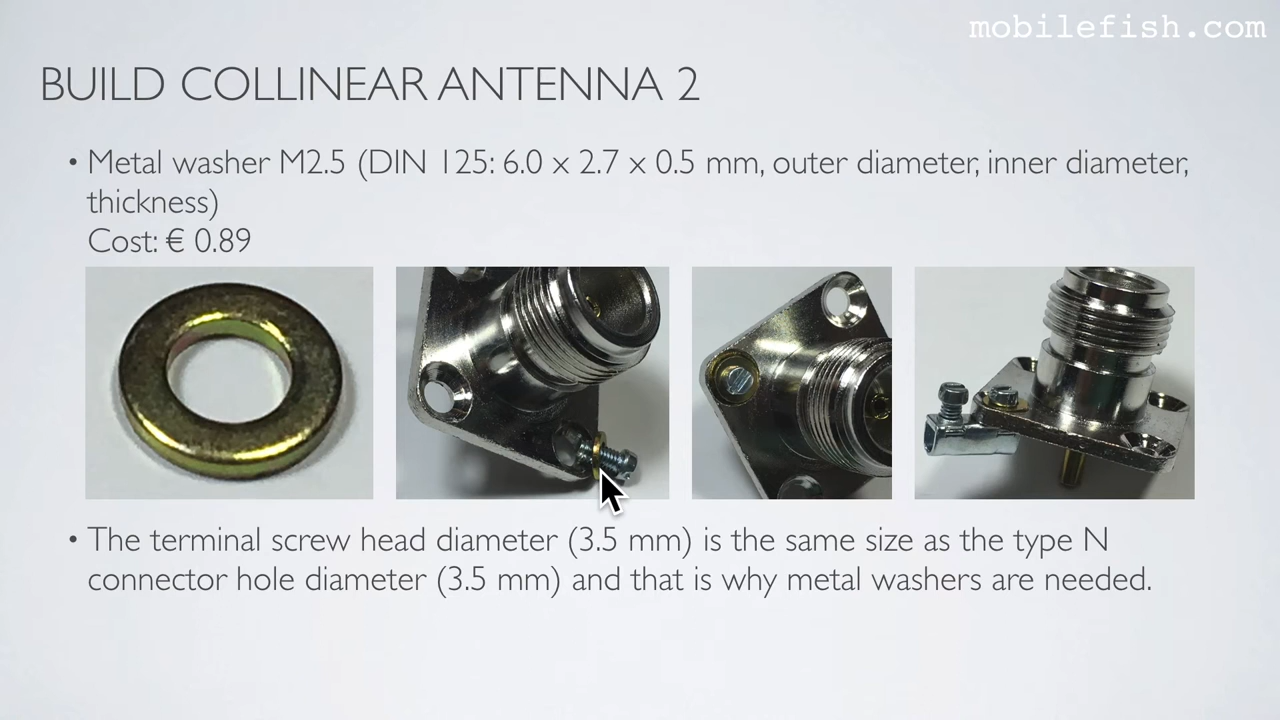 mobilefish.com
BUILD COLLINEAR ANTENNA 2
• Metal washer M2.5 (DIN 125: 6.0 x 2.7 x 0.5 mm, outer diameter, inner diameter,
thickness)
Cost: € 0.89
• The terminal screw head diameter (3.5 mm) is the same size as the type N
connector hole diameter (3.5 mm) and that is why metal washers are needed.